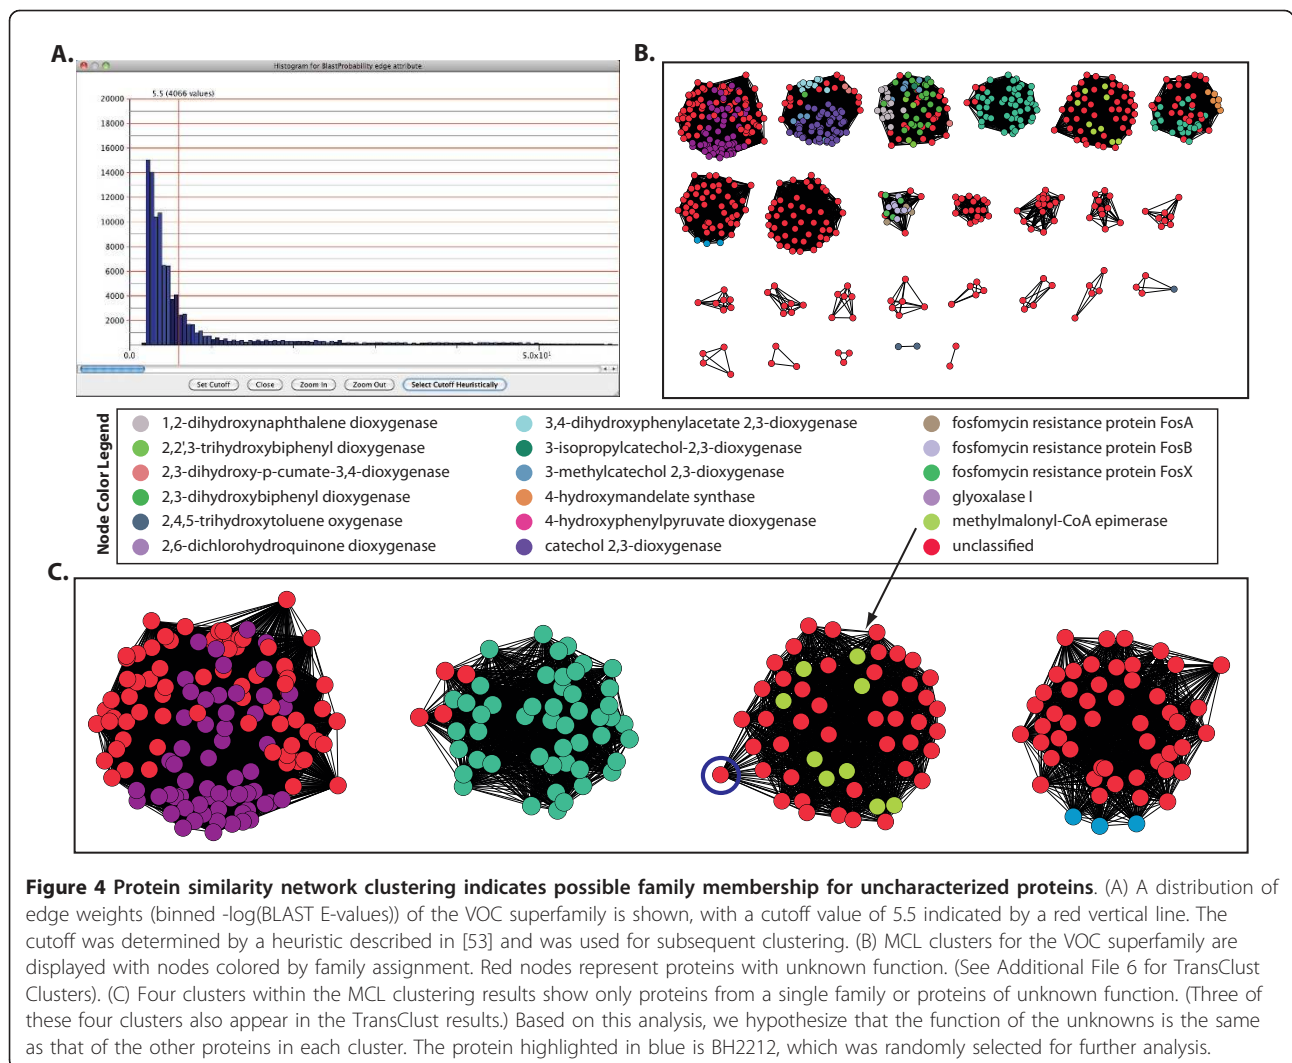 A.
Histogram for BlastProbability edge attribute
5.5 (4066 values)
20000
18000
16000
14000
12000
10000
8000
6000
4000
2000
0.0
5.0x10¹
Set Cutoff
Close
Zoom In
Zoom Out
Select Cutoff Heuristically
B.
Node Color Legend
1,2-dihydroxynaphthalene dioxygenase
2,2',3-trihydroxybiphenyl dioxygenase
2,3-dihydroxy-p-cumate-3,4-dioxygenase
2,3-dihydroxybiphenyl dioxygenase
2,4,5-trihydroxytoluene oxygenase
2,6-dichlorohydroquinone dioxygenase
3,4-dihydroxyphenylacetate 2,3-dioxygenase
3-isopropylcatechol-2,3-dioxygenase
3-methylcatechol 2,3-dioxygenase
4-hydroxymandelate synthase
4-hydroxyphenylpyruvate dioxygenase
catechol 2,3-dioxygenase
fosfomycin resistance protein FosA
fosfomycin resistance protein FosB
fosfomycin resistance protein FosX
glyoxalase I
methylmalonyl-CoA epimerase
unclassified
C.
Figure 4 Protein similarity network clustering indicates possible family membership for uncharacterized proteins. (A) A distribution of
edge weights (binned -log(BLAST E-values)) of the VOC superfamily is shown, with a cutoff value of 5.5 indicated by a red vertical line. The
cutoff was determined by a heuristic described in [53] and was used for subsequent clustering. (B) MCL clusters for the VOC superfamily are
displayed with nodes colored by family assignment. Red nodes represent proteins with unknown function. (See Additional File 6 for TransClust
Clusters). (C) Four clusters within the MCL clustering results show only proteins from a single family or proteins of unknown function. (Three of
these four clusters also appear in the TransClust results.) Based on this analysis, we hypothesize that the function of the unknowns is the same
as that of the other proteins in each cluster. The protein highlighted in blue is BH2212, which was randomly selected for further analysis.